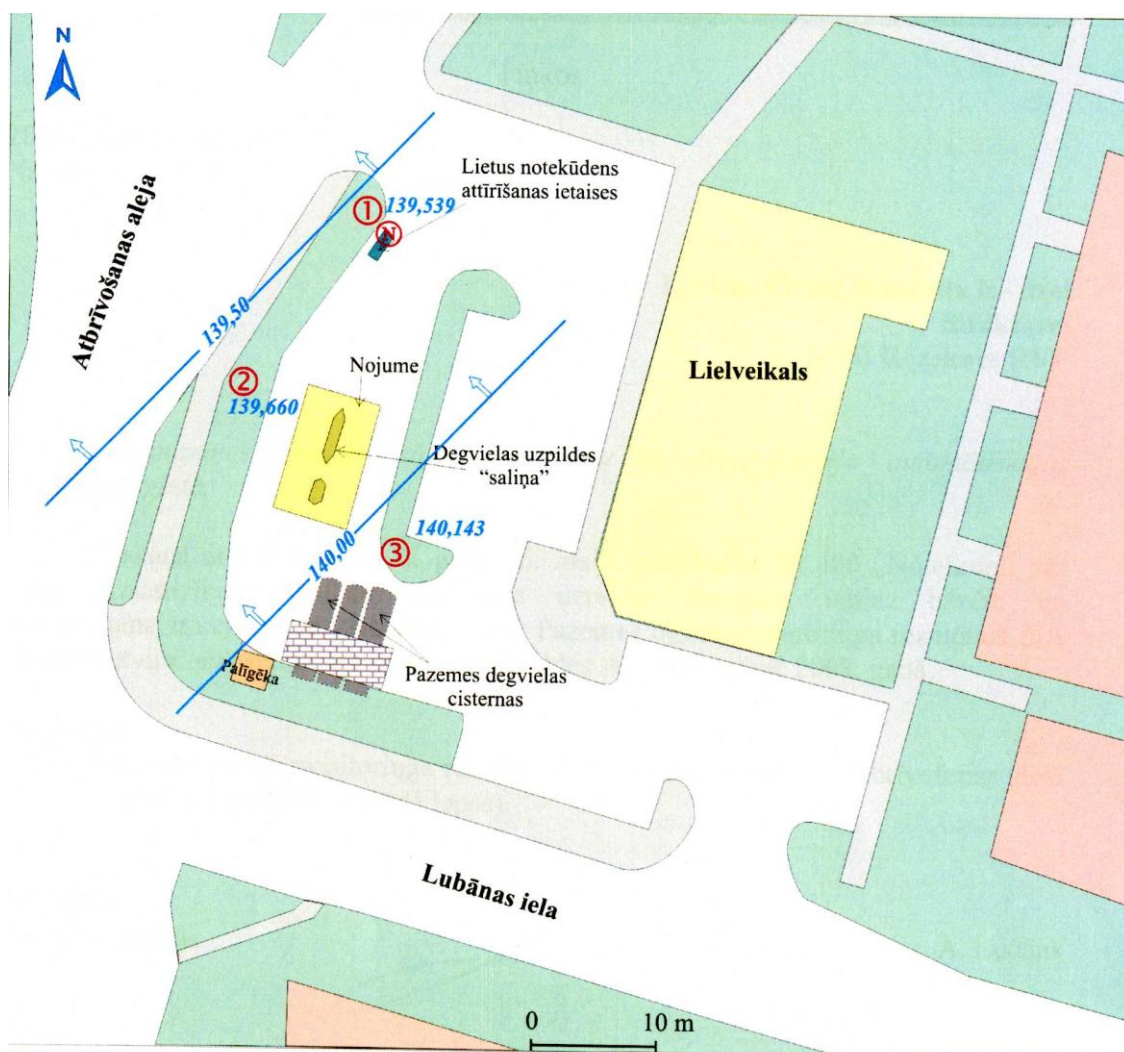 N
Lietus notekūdens
attīrīšanas ietaises
Atbrīvošanas aleja
① 139,539
N
139,50
②
139,660
Nojume
Lielveikals
Degvielas uzpildes
“saliņa”
140,143
③
140,00
Palīgēka
Pazemes degvielas
cisternas
Lubānas iela
0 10 m